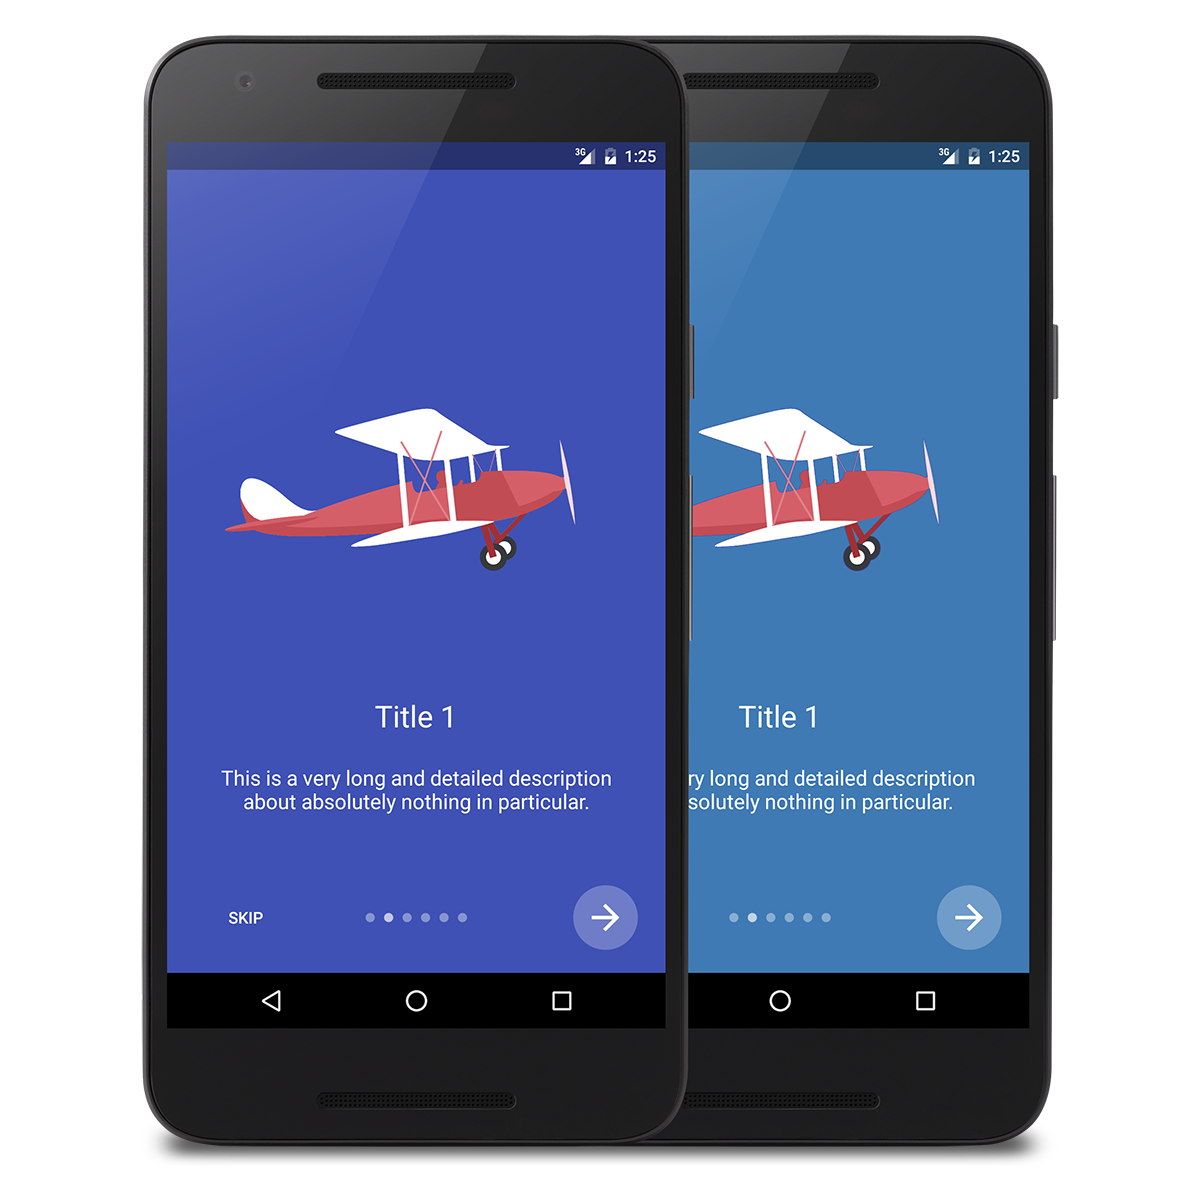 3G 1:25
Title 1
This is a very long and detailed description
about absolutely nothing in particular.
SKIP
3G 1:25
Title 1
ry long and detailed description
solutely nothing in particular.